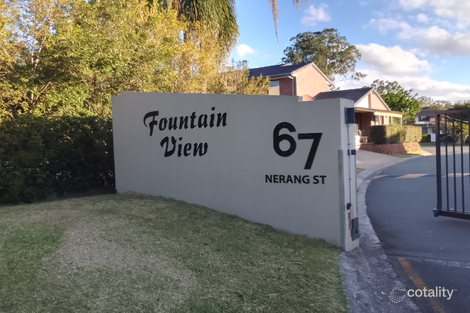 Fountain
View
67
NERANG ST
cotality